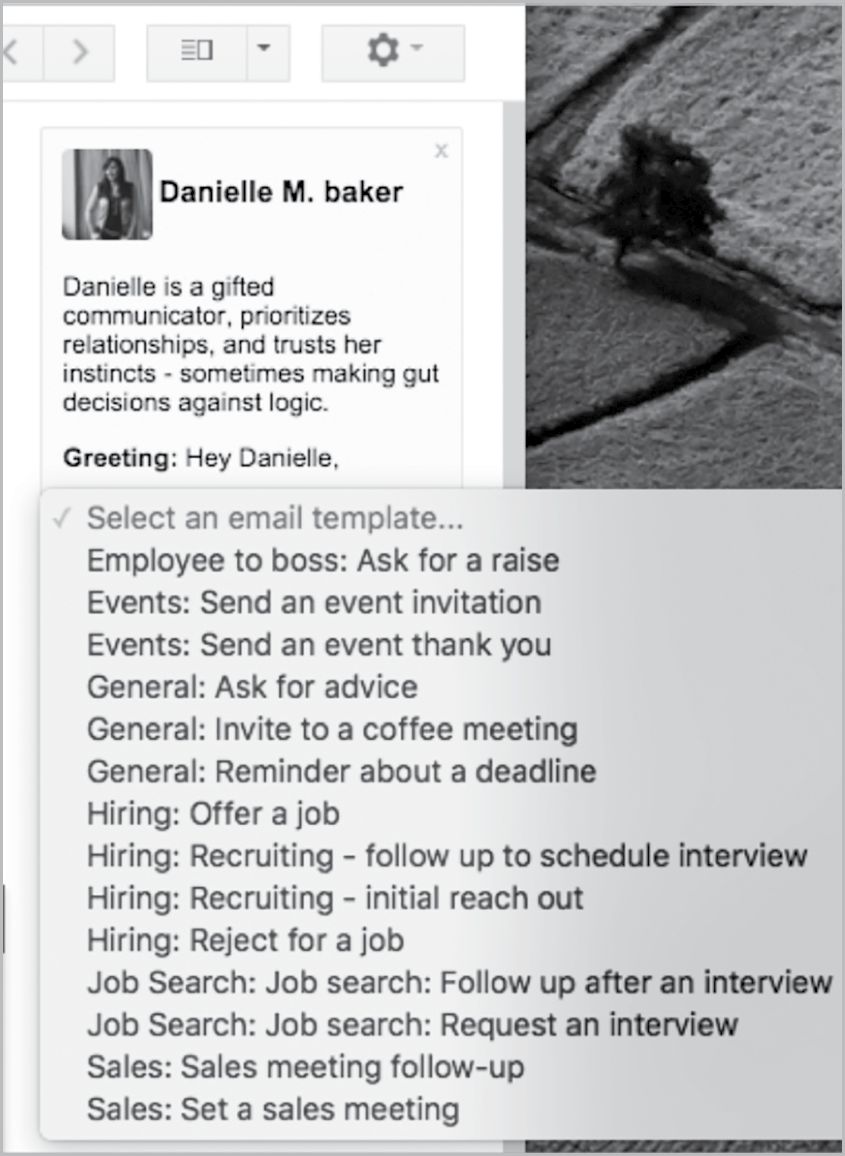 x
Danielle M. baker
Danielle is a gifted
communicator, prioritizes
relationships, and trusts her
instincts - sometimes making gut
decisions against logic.
Greeting: Hey Danielle,
✓ Select an email template...
Employee to boss: Ask for a raise
Events: Send an event invitation
Events: Send an event thank you
General: Ask for advice
General: Invite to a coffee meeting
General: Reminder about a deadline
Hiring: Offer a job
Hiring: Recruiting - follow up to schedule interview
Hiring: Recruiting - initial reach out
Hiring: Reject for a job
Job Search: Job search: Follow up after an interview
Job Search: Job search: Request an interview
Sales: Sales meeting follow-up
Sales: Set a sales meeting